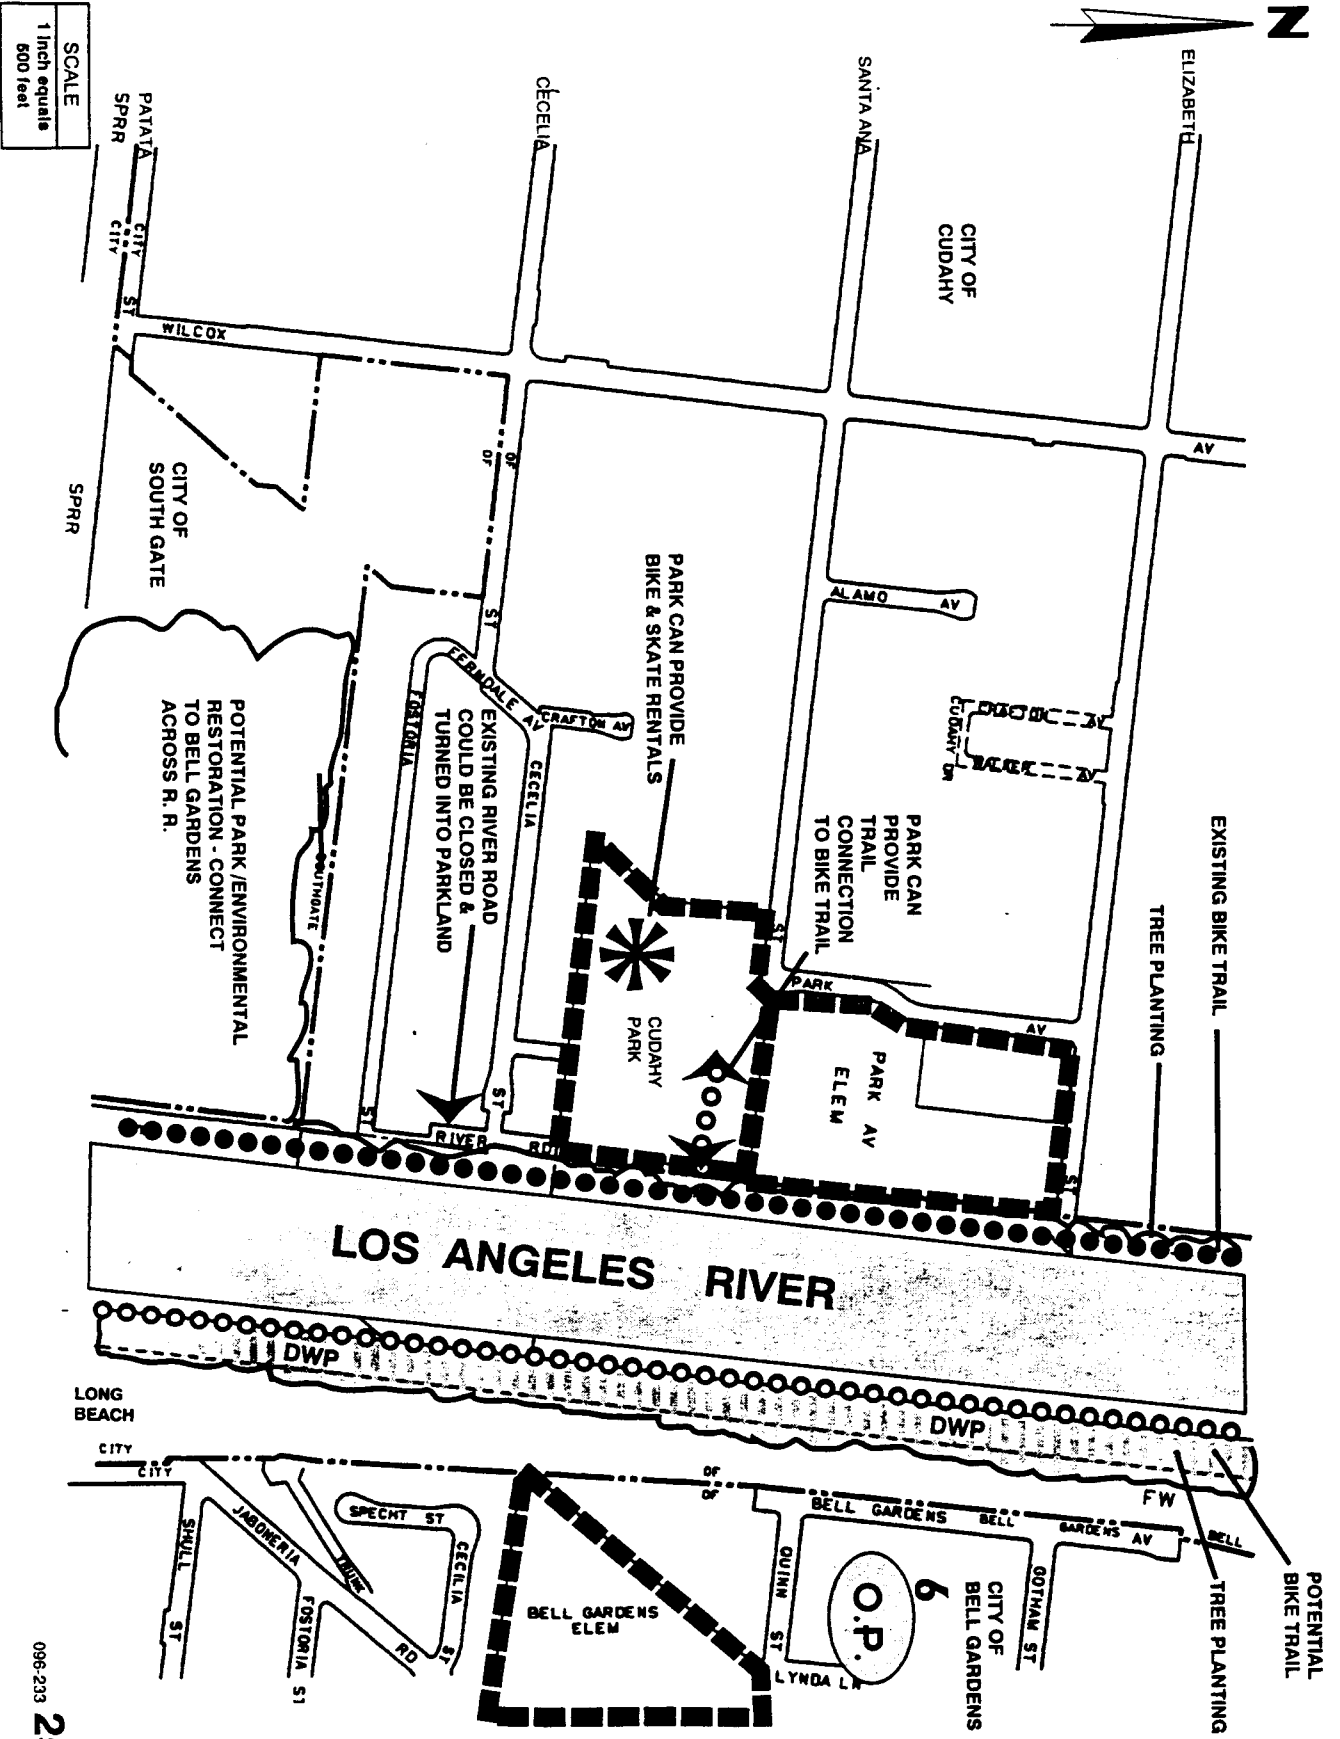 N
ELIZABETH
SANTA ANA
CECELIA
PATATA
SPRR
SCALE
1 inch equals
600 feet
CITY OF
CUDAHY
CITY
CITY
ST
WILCOX
AV
OF
OF
CITY OF
SOUTH GATE
SPRR
ALAMO AV
ST
FERNDALE AV
CRAFTON AV
FOSTORIA
CECELIA
CRAFTON AV
WALKER AV
CUDAHY DR
PARK CAN PROVIDE
BIKE & SKATE RENTALS
PARK CAN
PROVIDE
TRAIL
CONNECTION
TO BIKE TRAIL
EXISTING BIKE TRAIL
TREE PLANTING
EXISTING RIVER ROAD
COULD BE CLOSED &
TURNED INTO PARKLAND
POTENTIAL PARK / ENVIRONMENTAL
RESTORATION - CONNECT
TO BELL GARDENS
ACROSS R. R.
SOUTHGATE
ST
PARK
AV
CUDAHY
PARK
PARK AV
ELEM
ST
ST
ST
RIVER RD
LOS ANGELES RIVER
DWP
DWP
LONG
BEACH
FW
CITY
CITY
OF
OF
BELL GARDENS AV
BELL
GARDENS
BELL
JABONERIA
RD
SPECHT ST
CECILIA
ST
SHULL
ST
FOSTORIA ST
BELL GARDENS
ELEM
QUINN
ST
LYNDA LN
GOTHAM ST
O.P.
6
CITY OF
BELL GARDENS
POTENTIAL
BIKE TRAIL
TREE PLANTING
096-233